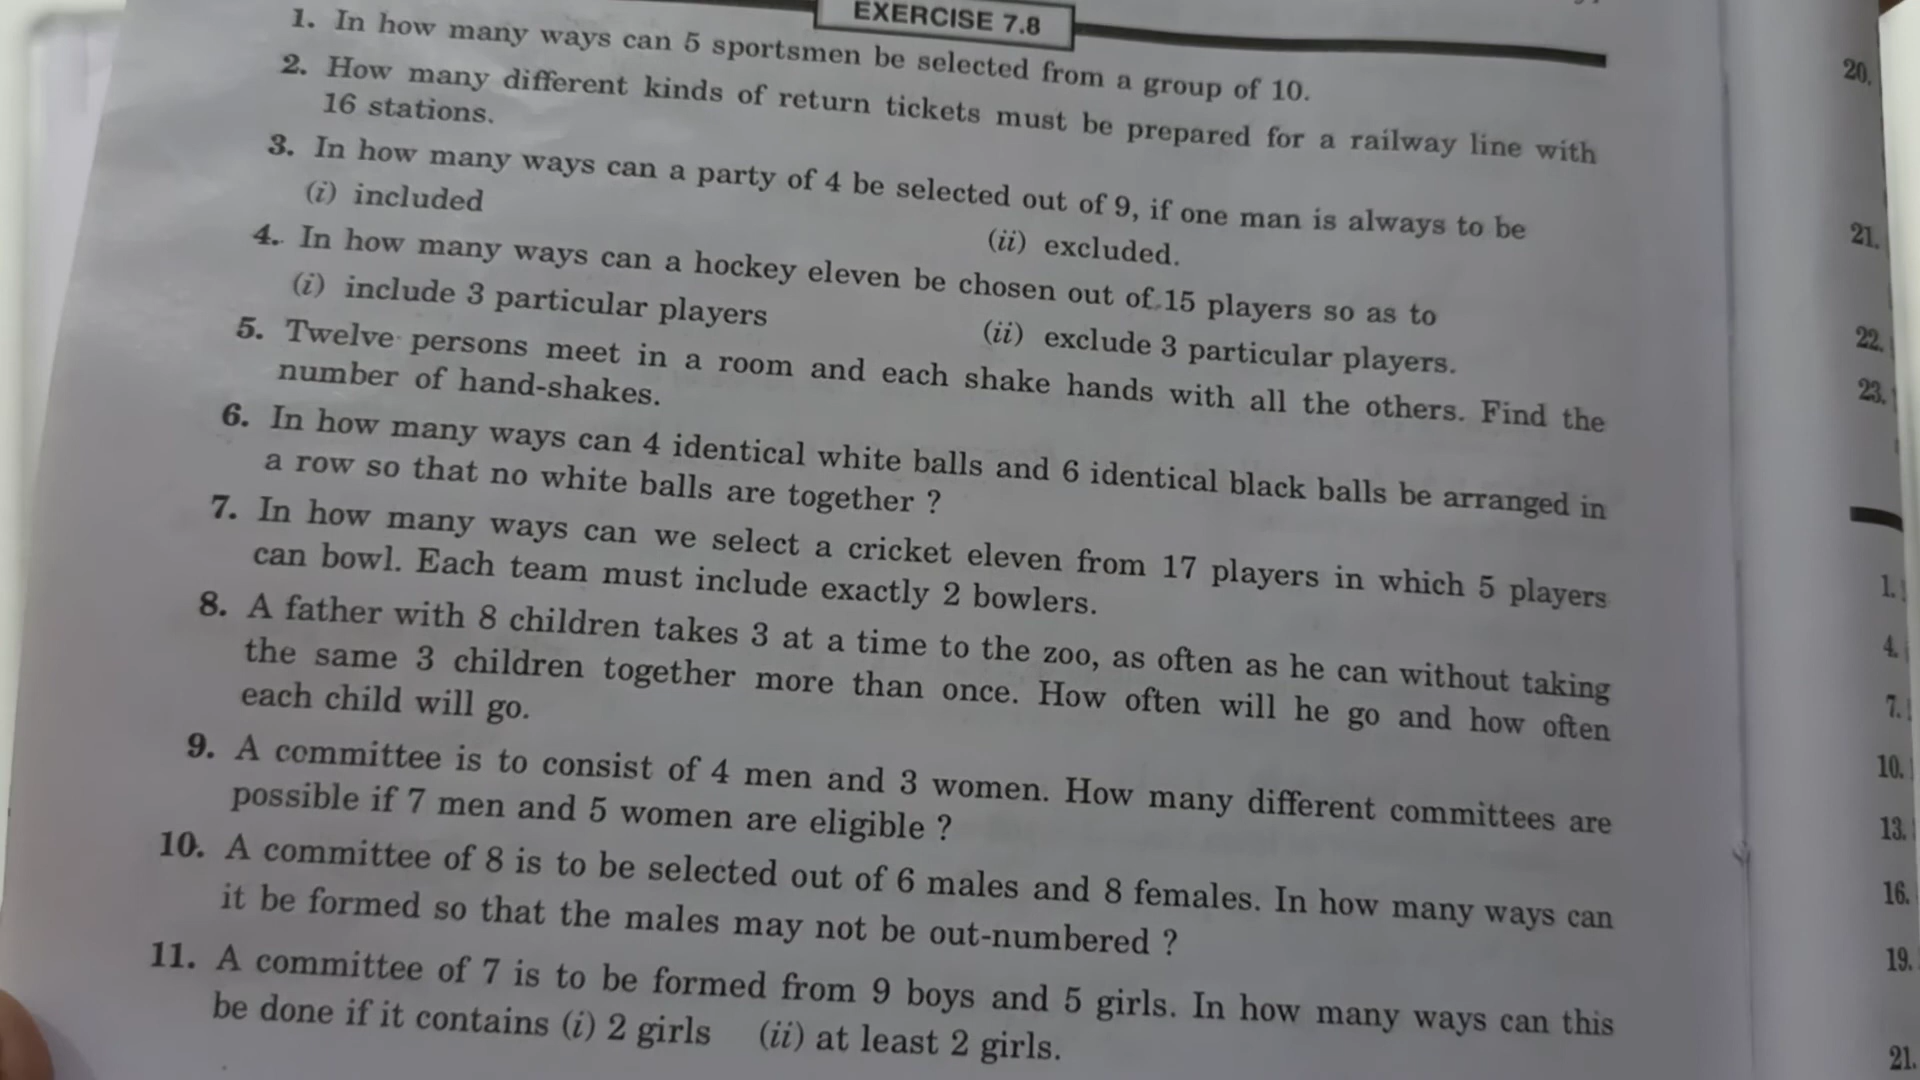 EXERCISE 7.8
1. In how many ways can 5 sportsmen be selected from a group of 10.
2. How many different kinds of return tickets must be prepared for a railway line with
16 stations.
3. In how many ways can a party of 4 be selected out of 9, if one man is always to be
(i) included (ii) excluded.
4. In how many ways can a hockey eleven be chosen out of 15 players so as to
(i) include 3 particular players (ii) exclude 3 particular players.
5. Twelve persons meet in a room and each shake hands with all the others. Find the
number of hand-shakes.
6. In how many ways can 4 identical white balls and 6 identical black balls be arranged in
a row so that no white balls are together ?
7. In how many ways can we select a cricket eleven from 17 players in which 5 players
can bowl. Each team must include exactly 2 bowlers.
8. A father with 8 children takes 3 at a time to the zoo, as often as he can without taking
the same 3 children together more than once. How often will he go and how often
each child will go.
9. A committee is to consist of 4 men and 3 women. How many different committees are
possible if 7 men and 5 women are eligible ?
10. A committee of 8 is to be selected out of 6 males and 8 females. In how many ways can
it be formed so that the males may not be out-numbered ?
11. A committee of 7 is to be formed from 9 boys and 5 girls. In how many ways can this
be done if it contains (i) 2 girls (ii) at least 2 girls.
20.
21.
22.
23.
1.
4.
7.
10.
13.
16.
19.
21.